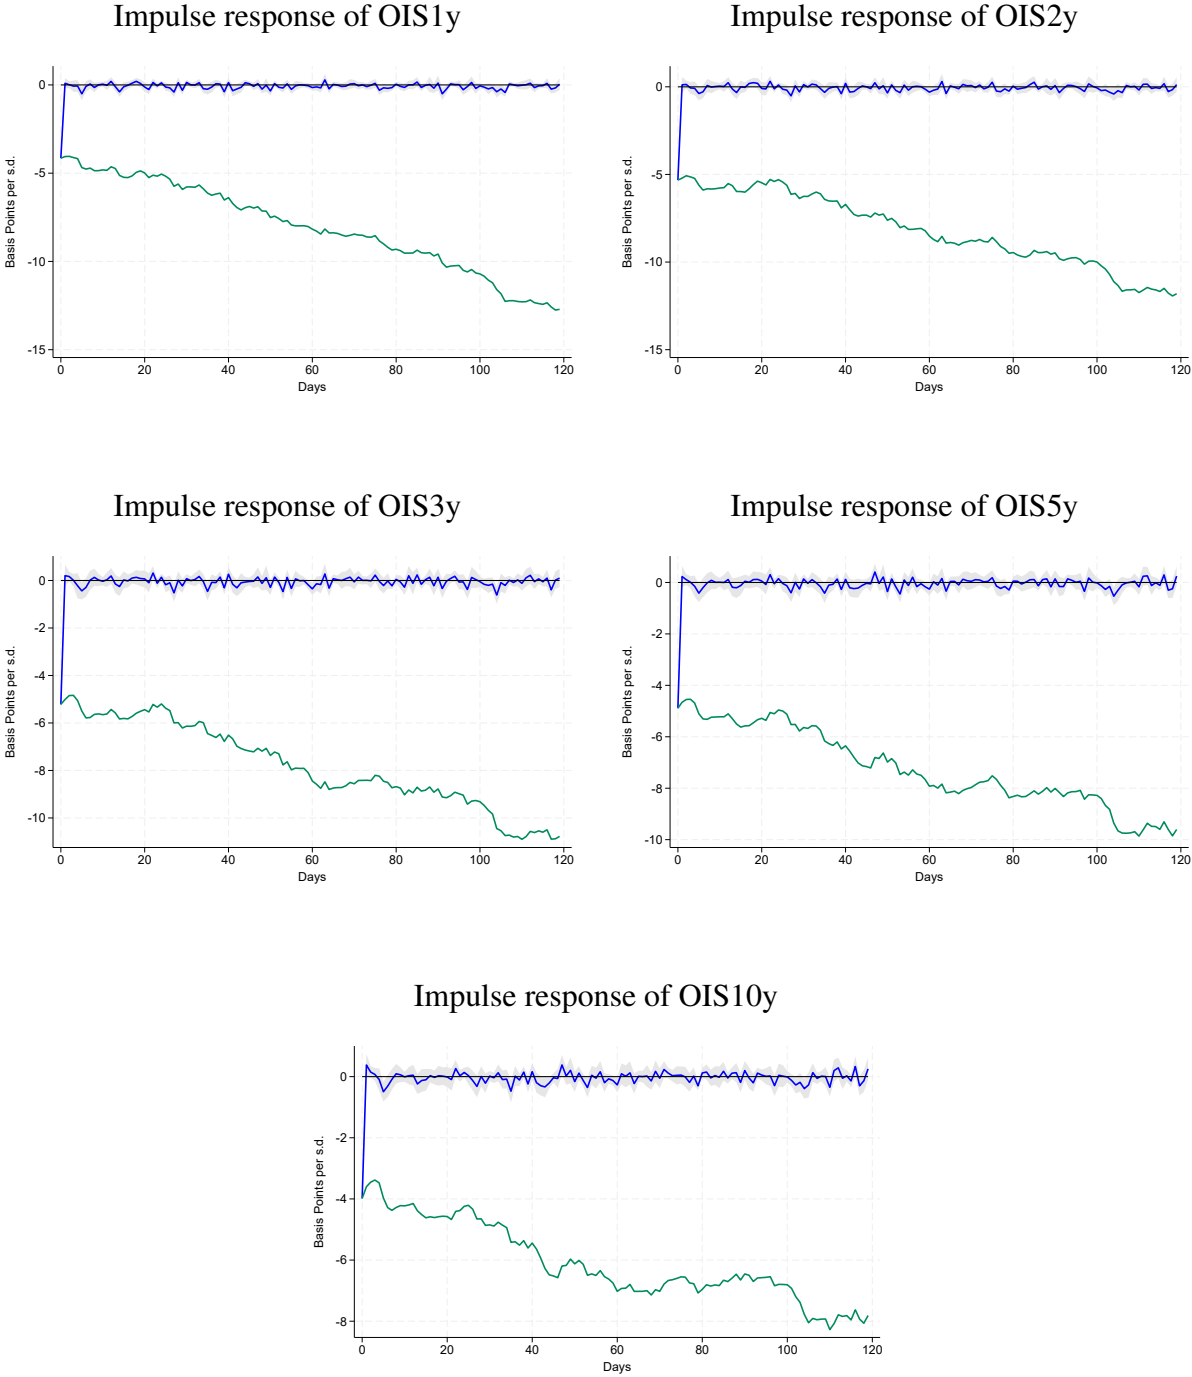 Impulse response of OIS1y
Impulse response of OIS2y
0
-5
-10
-15
Basis Points per s.d.
0 20 40 60 80 100 120
Days
0
-5
-10
-15
Basis Points per s.d.
0 20 40 60 80 100 120
Days
Impulse response of OIS3y
Impulse response of OIS5y
0
-2
-4
-6
-8
-10
Basis Points per s.d.
0 20 40 60 80 100 120
Days
0
-2
-4
-6
-8
-10
Basis Points per s.d.
0 20 40 60 80 100 120
Days
Impulse response of OIS10y
0
-2
-4
-6
-8
Basis Points per s.d.
0 20 40 60 80 100 120
Days